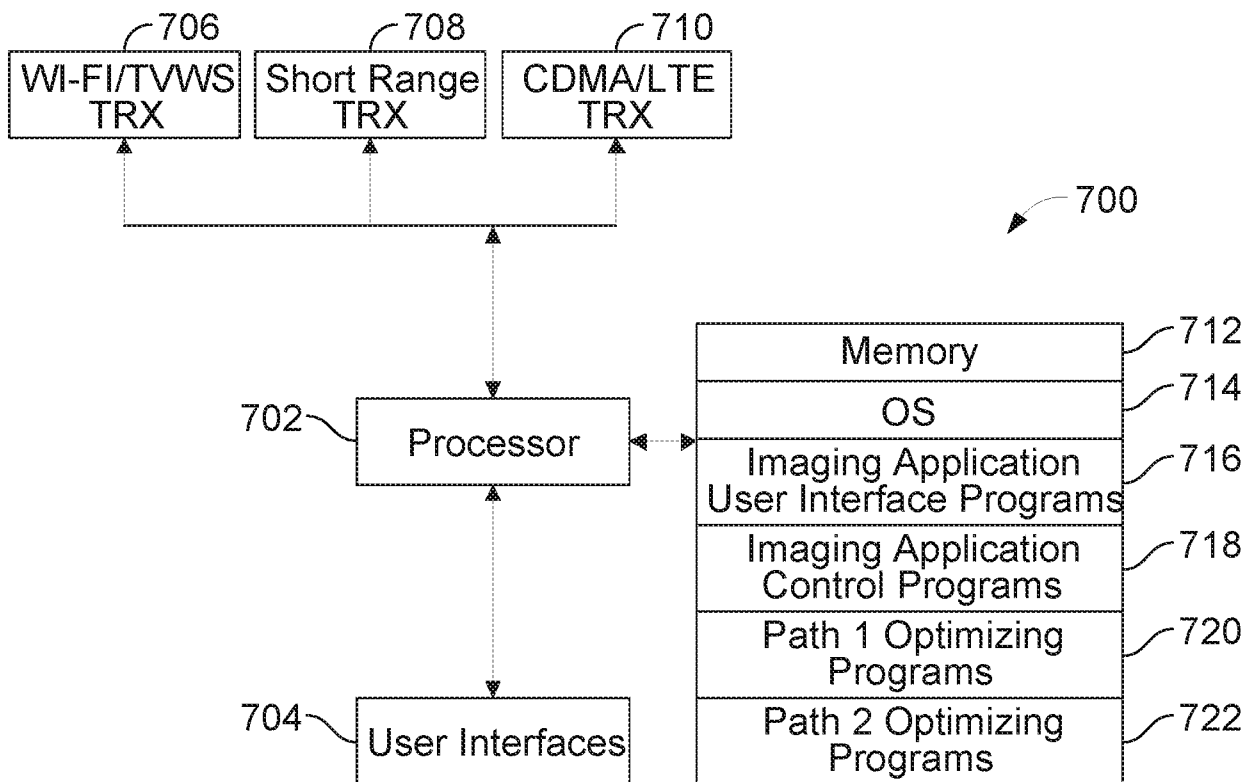 706
708
710
WI-FI/TVWS
TRX
Short Range
TRX
CDMA/LTE
TRX
700
Memory
712
OS
714
702
Processor
Imaging Application
User Interface Programs
716
Imaging Application
Control Programs
718
Path 1 Optimizing
Programs
720
704
User Interfaces
Path 2 Optimizing
Programs
722